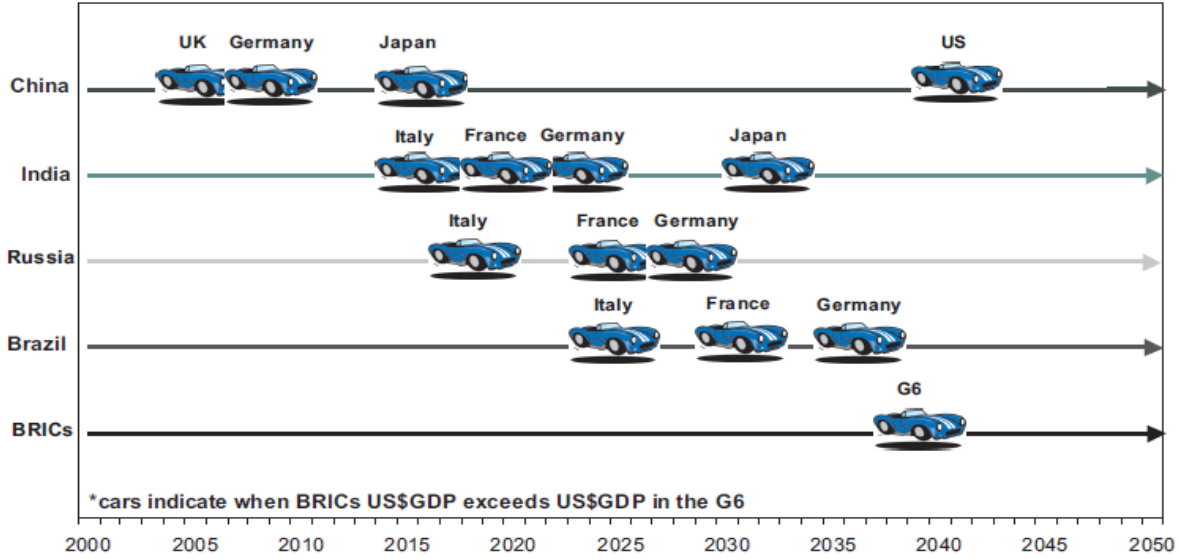 UK Germany Japan US
China
Italy France Germany Japan
India
Italy France Germany
Russia
Italy France Germany
Brazil
G6
BRICs
*cars indicate when BRICs US$GDP exceeds US$GDP in the G6
2000 2005 2010 2015 2020 2025 2030 2035 2040 2045 2050